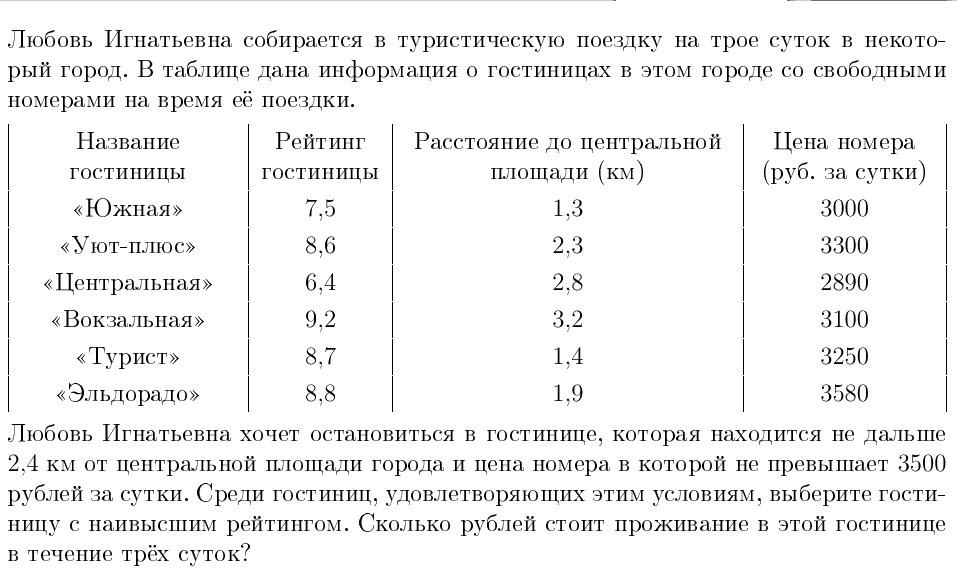 Любовь Игнатьевна собирается в туристическую поездку на трое суток в некото-
рый город. В таблице дана информация о гостиницах в этом городе со свободными
номерами на время её поездки.
Название гостиницы Рейтинг гостиницы Расстояние до центральной площади (км) Цена номера (руб. за сутки)
«Южная» 7,5 1,3 3000
«Уют-плюс» 8,6 2,3 3300
«Центральная» 6,4 2,8 2890
«Вокзальная» 9,2 3,2 3100
«Турист» 8,7 1,4 3250
«Эльдорадо» 8,8 1,9 3580
Любовь Игнатьевна хочет остановиться в гостинице, которая находится не дальше
2,4 км от центральной площади города и цена номера в которой не превышает 3500
рублей за сутки. Среди гостиниц, удовлетворяющих этим условиям, выберите гости-
ницу с наивысшим рейтингом. Сколько рублей стоит проживание в этой гостинице
в течение трёх суток?